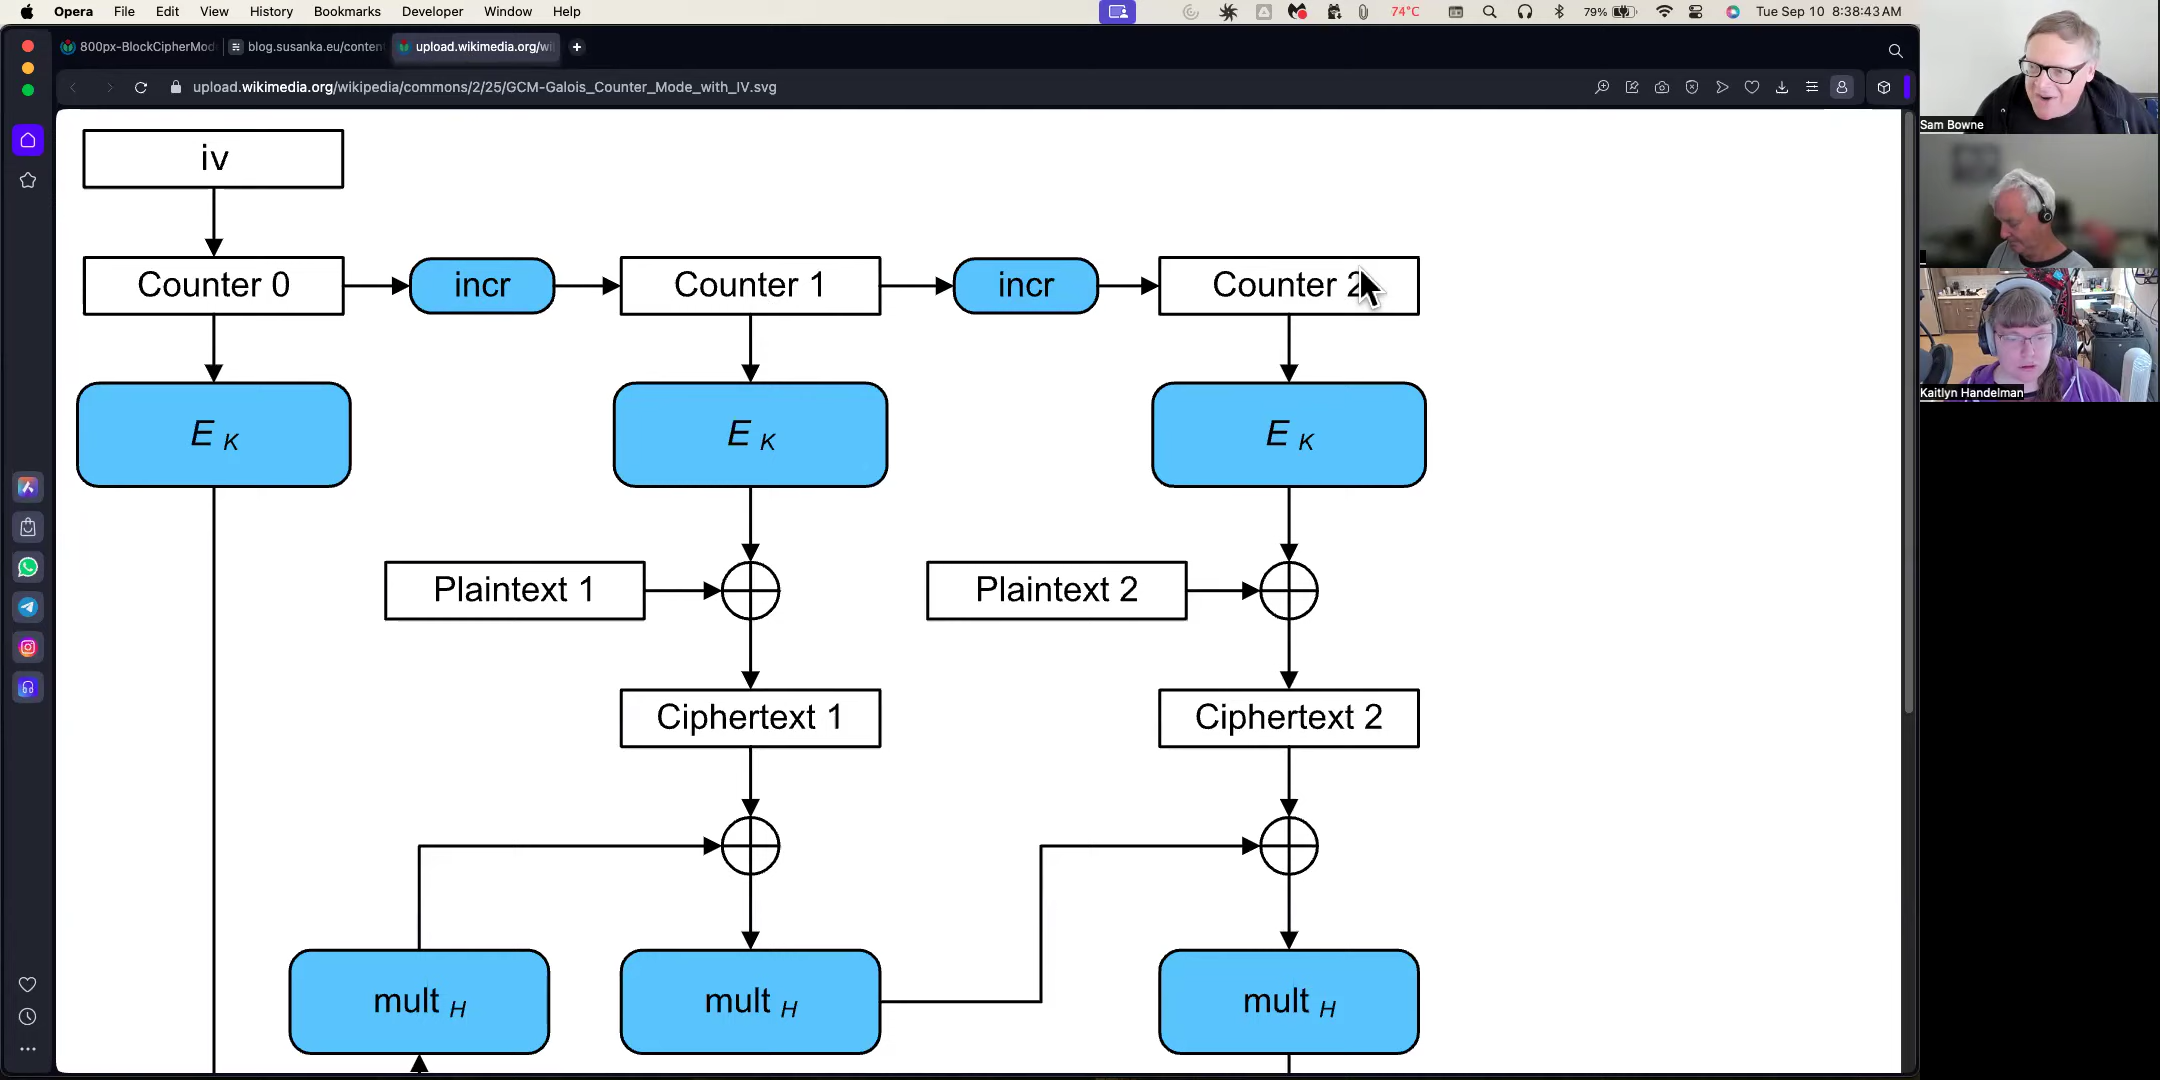 Opera File Edit View History Bookmarks Developer Window Help 74°C 79% Tue Sep 10 8:38:43 AM
800px-BlockCipherMod blog.susanka.eu/conten upload.wikimedia.org/wi
upload.wikimedia.org/wikipedia/commons/2/25/GCM-Galois_Counter_Mode_with_IV.svg
Sam Bowne
Kaitlyn Handelman
iv
Counter 0 incr Counter 1 incr Counter 2
E K E K E K
Plaintext 1 Plaintext 2
Ciphertext 1 Ciphertext 2
mult H mult H mult H